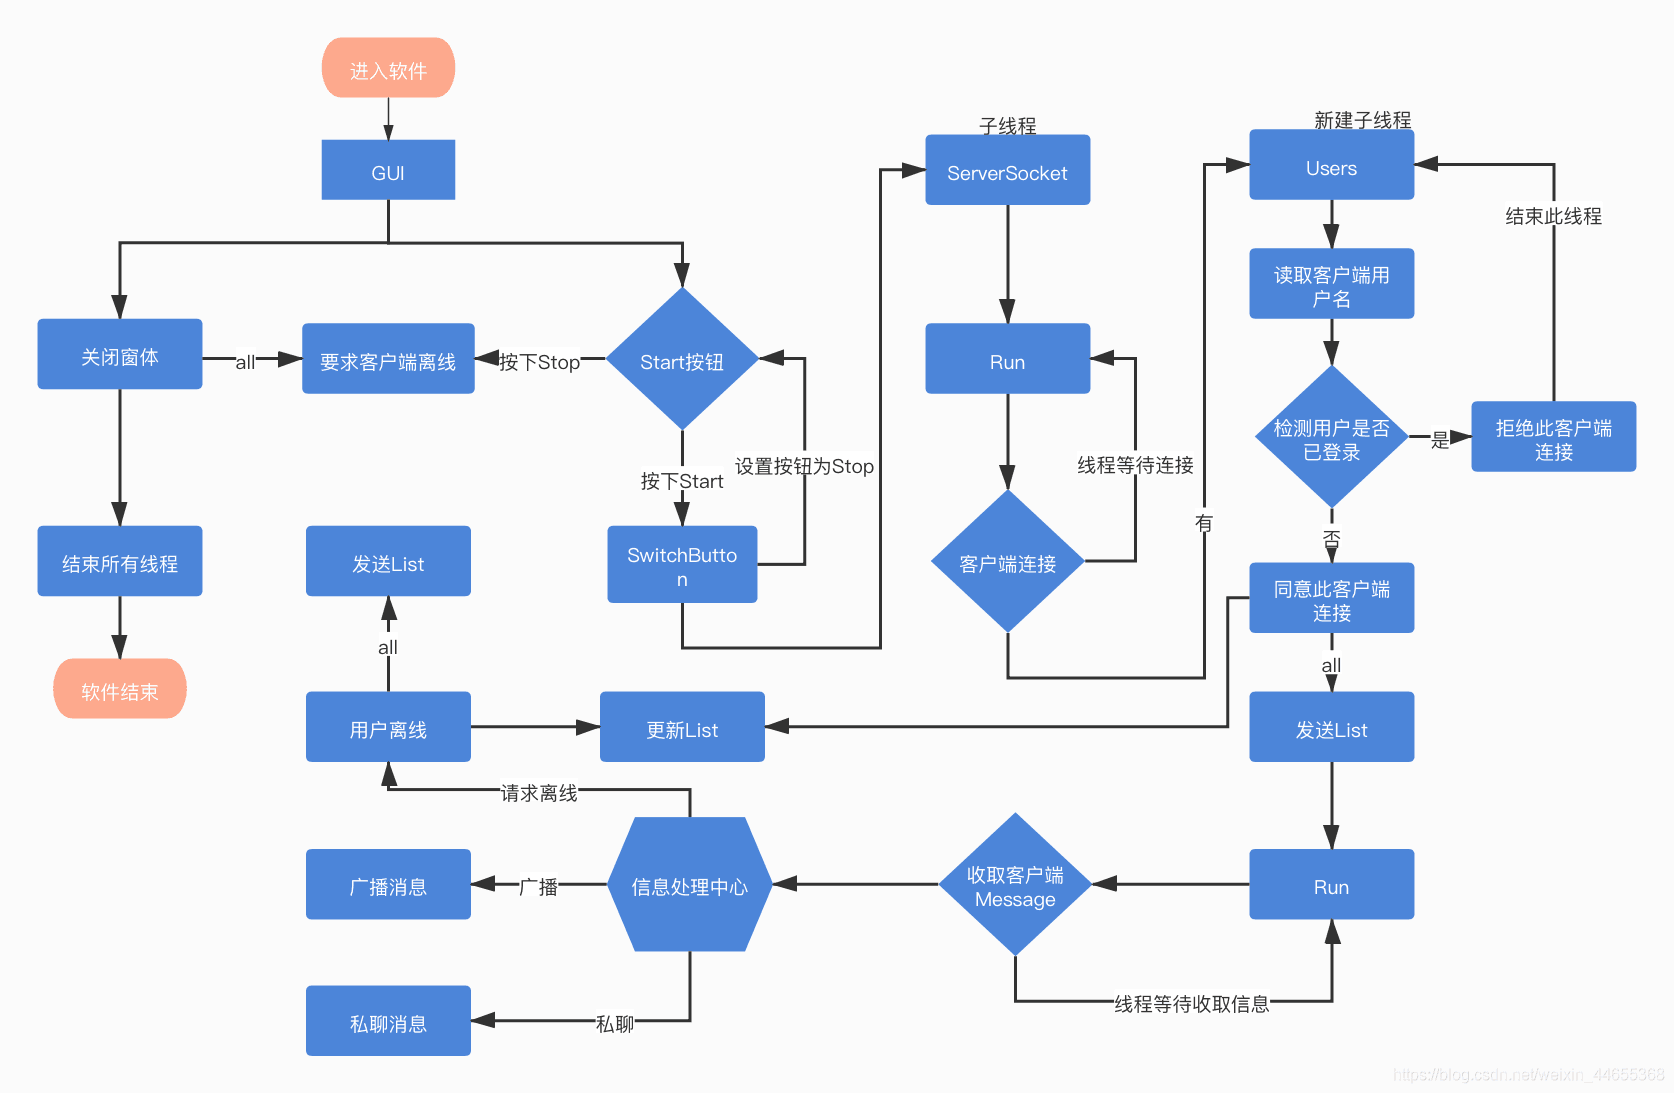 进入软件
GUI
子线程
ServerSocket
新建子线程
Users
结束此线程
读取客户端用
户名
关闭窗体
all
要求客户端离线
按下Stop
Start按钮
Run
检测用户是否
已登录
是
拒绝此客户端
连接
设置按钮为Stop
按下Start
线程等待连接
有
否
结束所有线程
发送List
SwitchButto
n
客户端连接
同意此客户端
连接
all
all
软件结束
用户离线
更新List
发送List
请求离线
广播消息
广播
信息处理中心
收取客户端
Message
Run
线程等待收取信息
私聊消息
私聊
https://blog.csdn.net/weixin_44655368